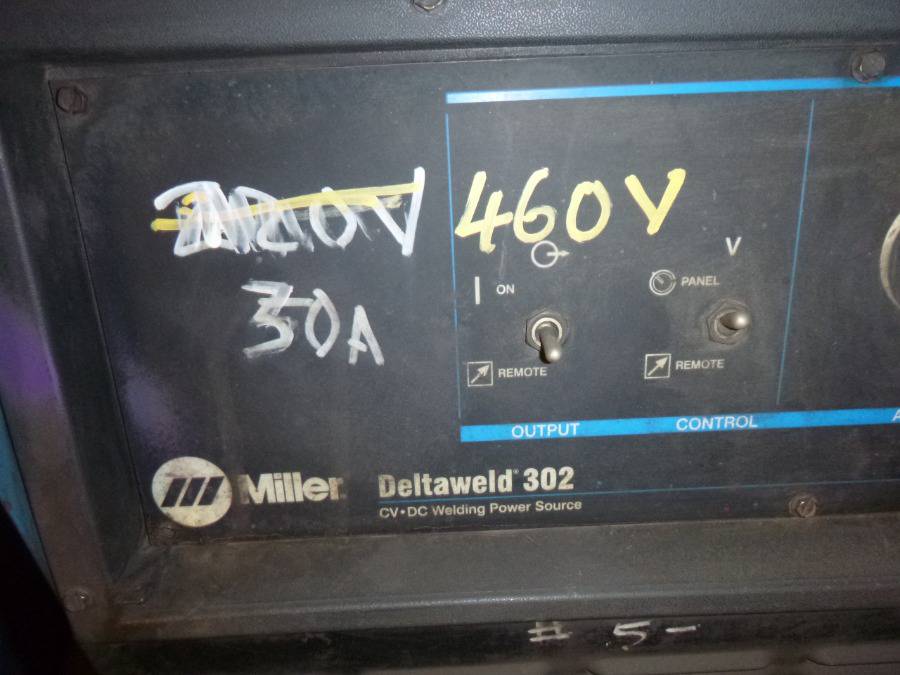 460V
30A
V
ON
PANEL
REMOTE
REMOTE
OUTPUT
CONTROL
Miller
Deltaweld® 302
CV•DC Welding Power Source
# 5-